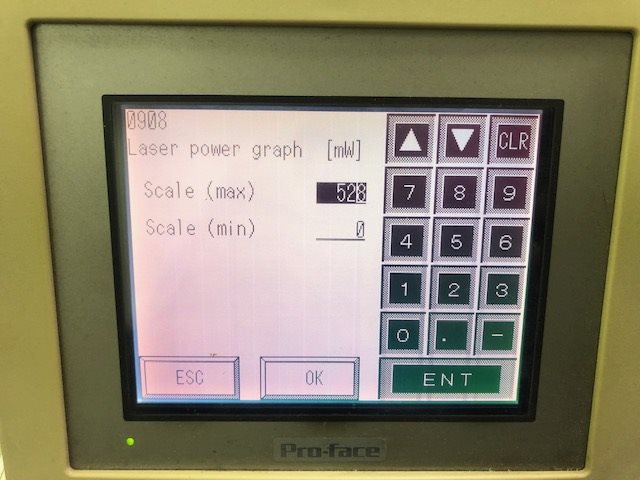 0908
Laser power graph [mW]
Scale (max) 528
Scale (min) 0
▲ ▼ CLR
7 8 9
4 5 6
1 2 3
0 . -
ESC OK ENT
Pro-face